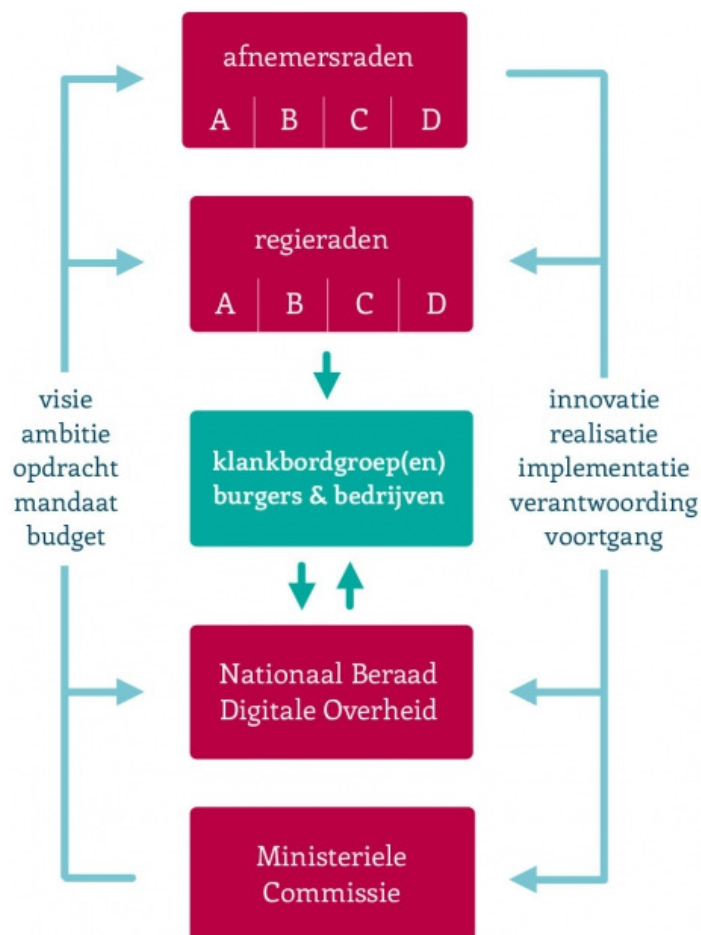 afnemersraden
A B C D
regieraden
A B C D
visie
ambitie
opdracht
mandaat
budget
klankbordgroep(en)
burgers & bedrijven
innovatie
realisatie
implementatie
verantwoording
voortgang
Nationaal Beraad
Digitale Overheid
Ministeriele
Commissie